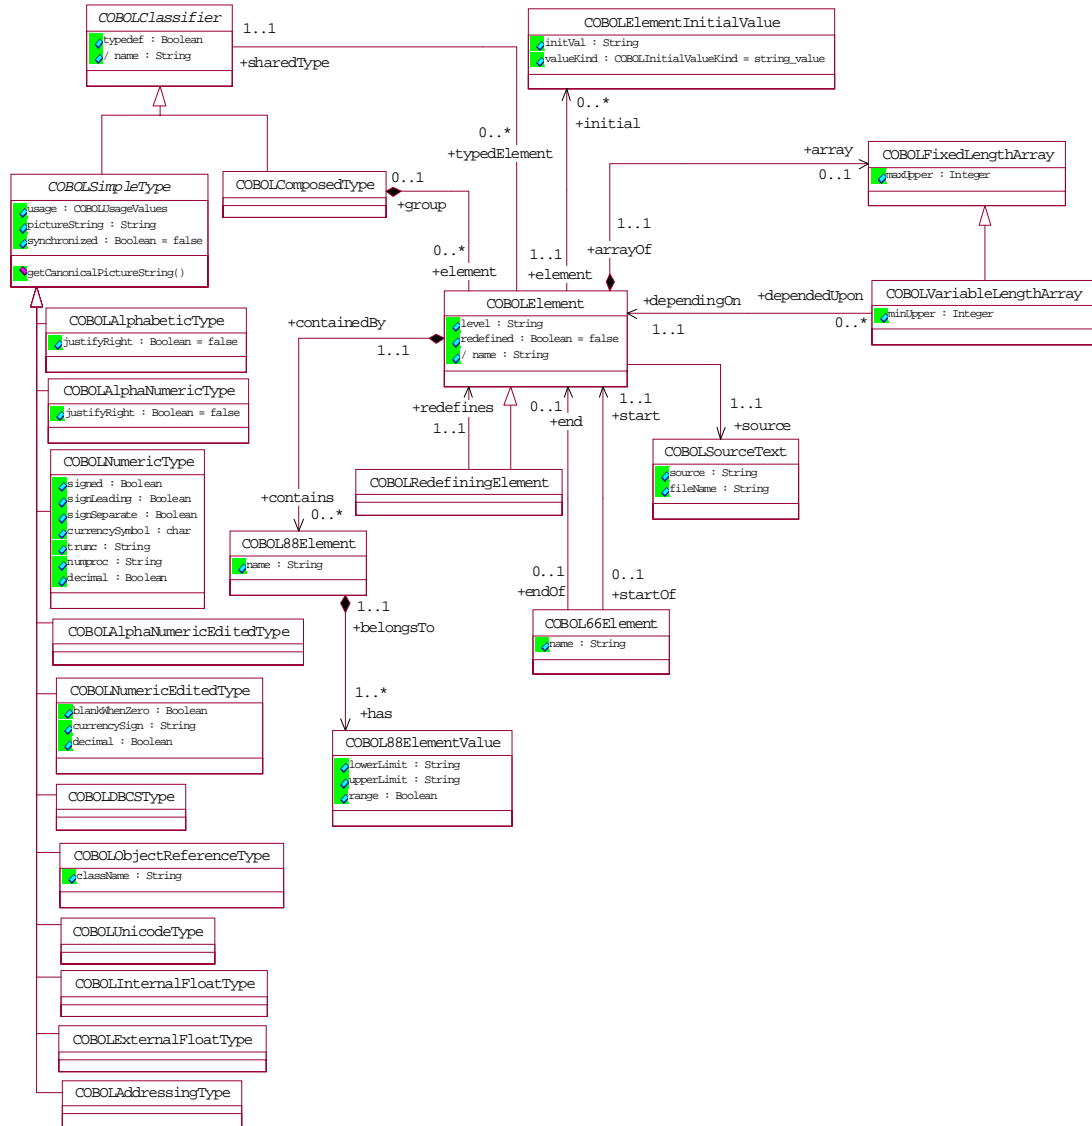 COBOLClassifier
typedef : Boolean
/ name : String
1..1
+sharedType
COBOLElementInitialValue
initVal : String
valueKind : COBOLInitialValueKind = string_value
0..*
+initial
0..*
+typedElement
+array
0..1
COBOLFixedLengthArray
maxUpper : Integer
COBOLSimpleType
usage : COBOLUsageValues
pictureString : String
synchronized : Boolean = false
getCanonicalPictureString()
COBOLComposedType
0..1
+group
0..*
+element
1..1
+element
1..1
+arrayOf
COBOLElement
level : String
redefined : Boolean = false
/ name : String
+dependingOn
1..1
+dependedUpon
0..*
COBOLVariableLengthArray
minUpper : Integer
+containedBy
1..1
COBOLAlphabeticType
justifyRight : Boolean = false
COBOLAlphaNumericType
justifyRight : Boolean = false
+redefines
1..1
0..1
+end
1..1
+start
1..1
+source
COBOLSourceText
source : String
fileName : String
COBOLNumericType
signed : Boolean
signLeading : Boolean
signSeparate : Boolean
currencySymbol : char
trunc : String
numproc : String
decimal : Boolean
COBOLRedefiningElement
+contains
0..*
COBOL88Element
name : String
1..1
+belongsTo
0..1
+endOf
0..1
+startOf
COBOL66Element
name : String
COBOLAlphaNumericEditedType
COBOLNumericEditedType
blankWhenZero : Boolean
currencySign : String
decimal : Boolean
1..*
+has
COBOL88ElementValue
lowerLimit : String
upperLimit : String
range : Boolean
COBOLDBCSType
COBOLObjectReferenceType
className : String
COBOLUnicodeType
COBOLInternalFloatType
COBOLExternalFloatType
COBOLAddressingType